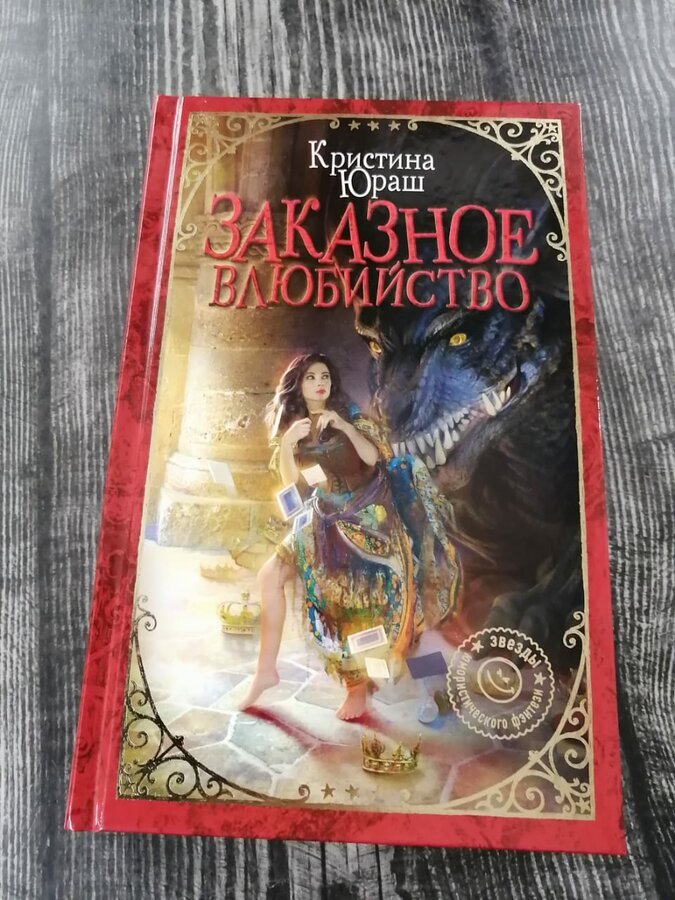 Кристина
Юраш
ЗАКАЗНОЕ
ВЛЮБИЙСТВО
ЗВЕЗДЫ
юмористического фэнтези